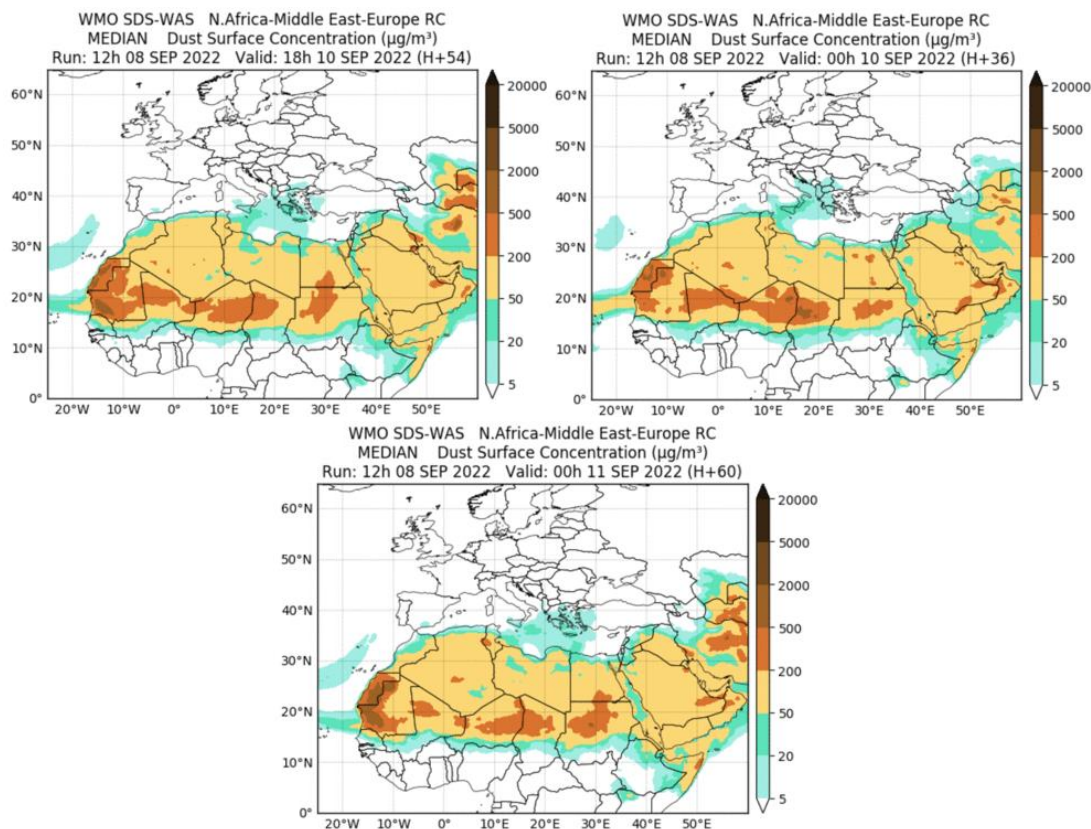 WMO SDS-WAS N.Africa-Middle East-Europe RC
MEDIAN Dust Surface Concentration (µg/m³)
Run: 12h 08 SEP 2022 Valid: 18h 10 SEP 2022 (H+54)
60°N
50°N
40°N
30°N
20°N
10°N
0°
20°W 10°W 0° 10°E 20°E 30°E 40°E 50°E
20000
5000
2000
500
200
50
20
5
WMO SDS-WAS N.Africa-Middle East-Europe RC
MEDIAN Dust Surface Concentration (µg/m³)
Run: 12h 08 SEP 2022 Valid: 00h 10 SEP 2022 (H+36)
60°N
50°N
40°N
30°N
20°N
10°N
0°
20°W 10°W 0° 10°E 20°E 30°E 40°E 50°E
20000
5000
2000
500
200
50
20
5
WMO SDS-WAS N.Africa-Middle East-Europe RC
MEDIAN Dust Surface Concentration (µg/m³)
Run: 12h 08 SEP 2022 Valid: 00h 11 SEP 2022 (H+60)
60°N
50°N
40°N
30°N
20°N
10°N
0°
20°W 10°W 0° 10°E 20°E 30°E 40°E 50°E
20000
5000
2000
500
200
50
20
5